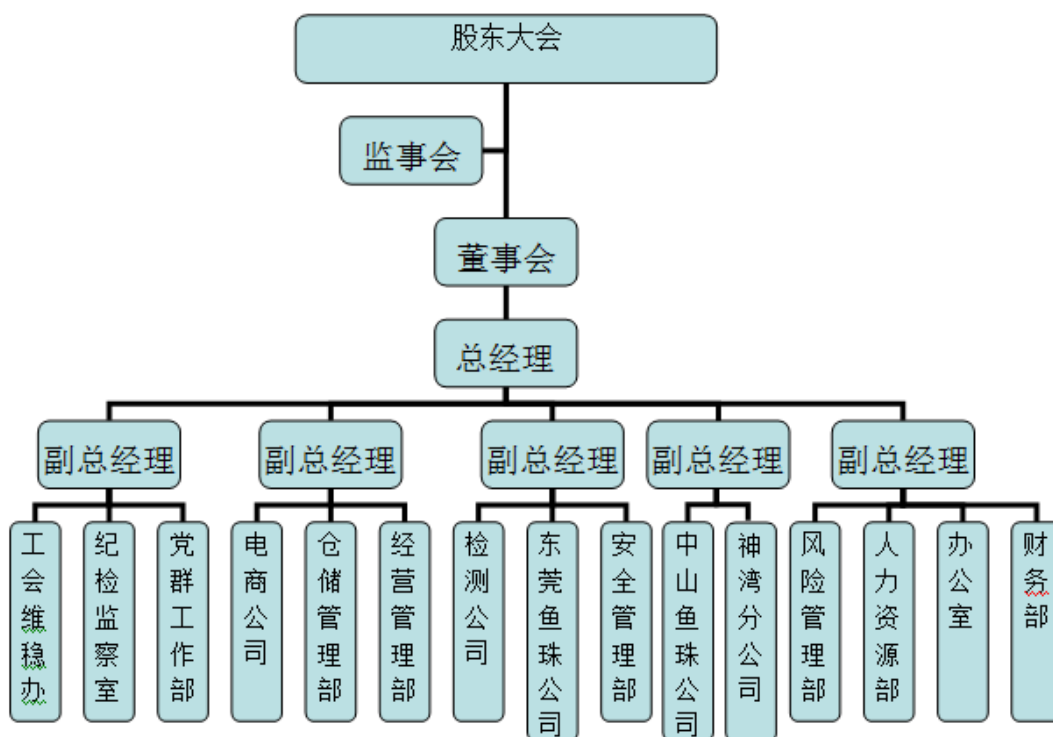 股东大会
监事会
董事会
总经理
副总经理
副总经理
副总经理
副总经理
副总经理
工会维稳办
纪检监察室
党群工作部
电商公司
仓储管理部
经营管理部
检测公司
东莞鱼珠公司
安全管理部
中山鱼珠公司
神湾分公司
风险管理部
人力资源部
办公室
财务部